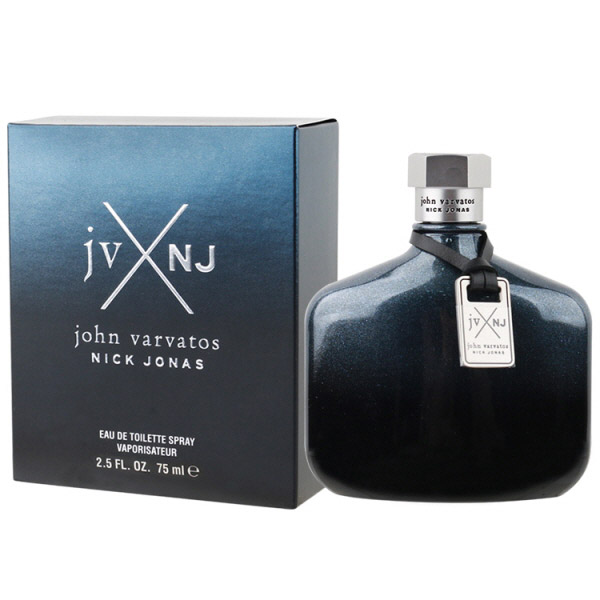 jv X NJ
john varvatos
NICK JONAS
EAU DE TOILETTE SPRAY
VAPORISATEUR
2.5 FL. OZ. 75 ml ℮
john varvatos
NICK JONAS
jv X NJ
john varvatos
NICK JONAS